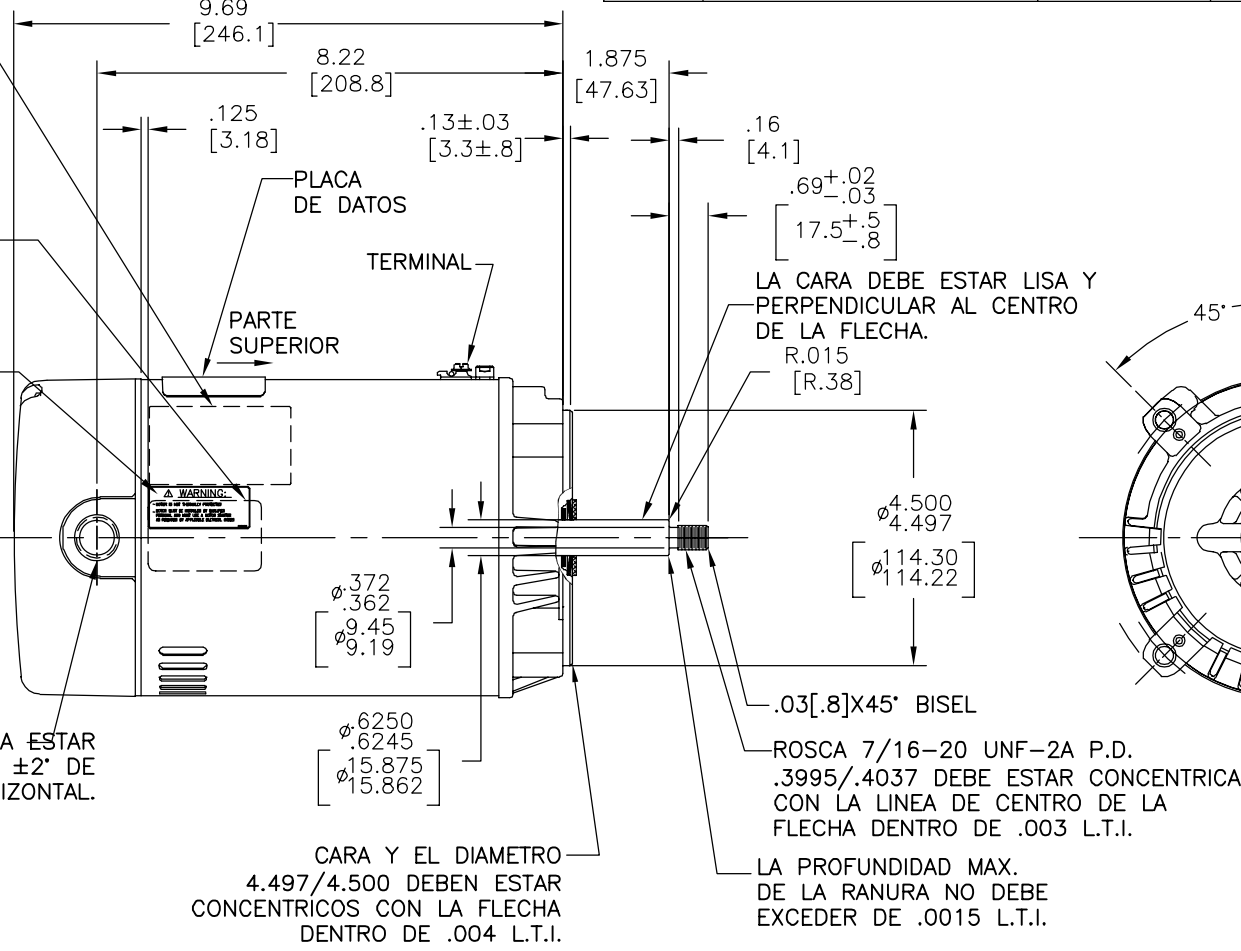 9.69
[246.1]
8.22
[208.8]
1.875
[47.63]
.125
[3.18]
.13±.03
[3.3±.8]
.16
[4.1]
.69+.02
-.03
17.5+.5
-.8
PLACA
DE DATOS
TERMINAL
PARTE
SUPERIOR
LA CARA DEBE ESTAR LISA Y
PERPENDICULAR AL CENTRO
DE LA FLECHA.
R.015
[R.38]
45°
⚠ WARNING:
ø4.500
4.497
ø114.30
114.22
ø.372
.362
ø9.45
9.19
ø.6250
.6245
ø15.875
15.862
A ESTAR
±2° DE
IZONTAL.
.03[.8]X45° BISEL
ROSCA 7/16-20 UNF-2A P.D.
.3995/.4037 DEBE ESTAR CONCENTRICA
CON LA LINEA DE CENTRO DE LA
FLECHA DENTRO DE .003 L.T.I.
CARA Y EL DIAMETRO
4.497/4.500 DEBEN ESTAR
CONCENTRICOS CON LA FLECHA
DENTRO DE .004 L.T.I.
LA PROFUNDIDAD MAX.
DE LA RANURA NO DEBE
EXCEDER DE .0015 L.T.I.